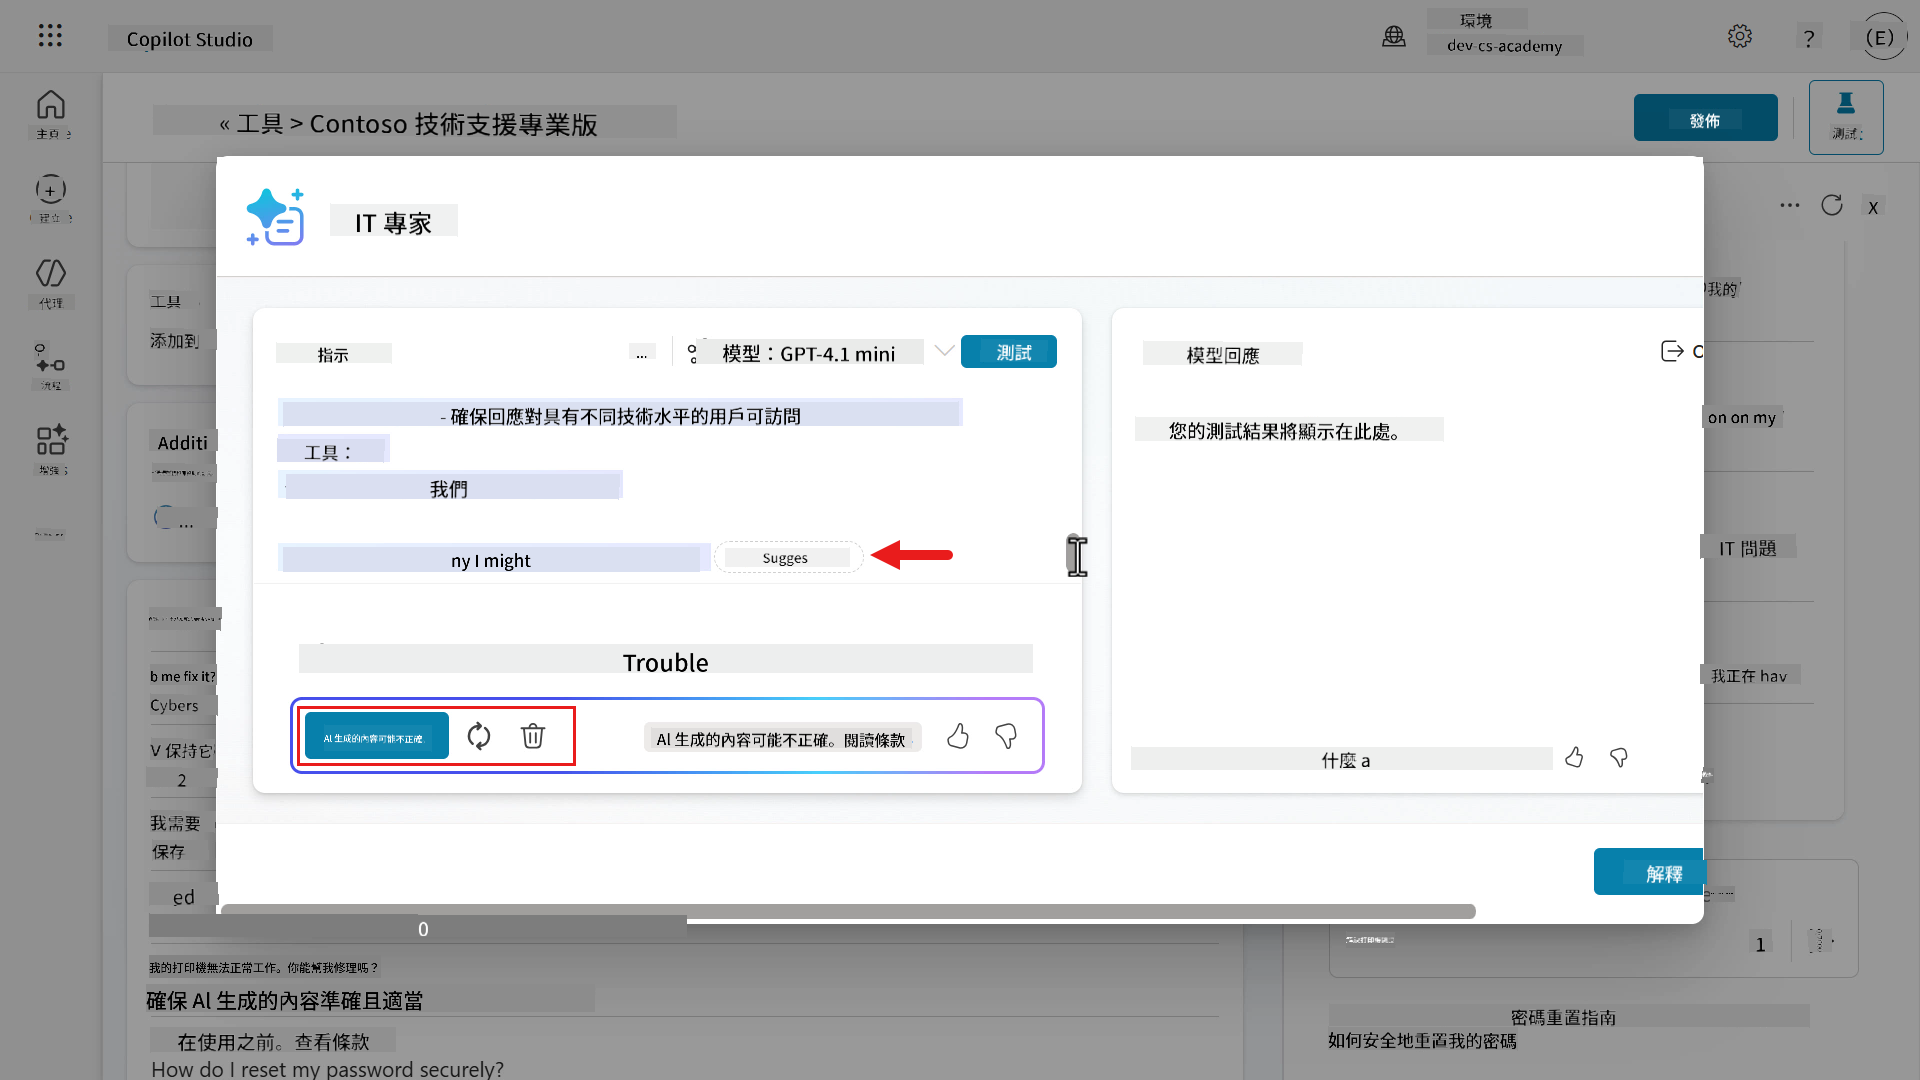 Copilot Studio
環境
dev-cs-academy
?
(E)
主頁 e
建立 e
代理
流程
增強 s
« 工具 > Contoso 技術支援專業版
發佈
測試:
IT 專家
X
工具
添加到
Additi
...
指示
...
模型：GPT-4.1 mini
測試
- 確保回應對具有不同技術水平的用戶可訪問
工具：
我們
ny I might
Sugges
Trouble
AI 生成的內容可能不正確.
AI 生成的內容可能不正確。閱讀條款
模型回應
您的測試結果將顯示在此處。
什麼 a
解釋
我的
on on my
IT 問題
我正在 hav
b me fix it?
Cybers
V 保持它
2
我需要
保存
ed
0
我的打印機無法正常工作。你能幫我修理嗎？
確保 AI 生成的內容準確且適當
在使用之前。查看條款
How do I reset my password securely?
1
密碼重置指南
如何安全地重置我的密碼